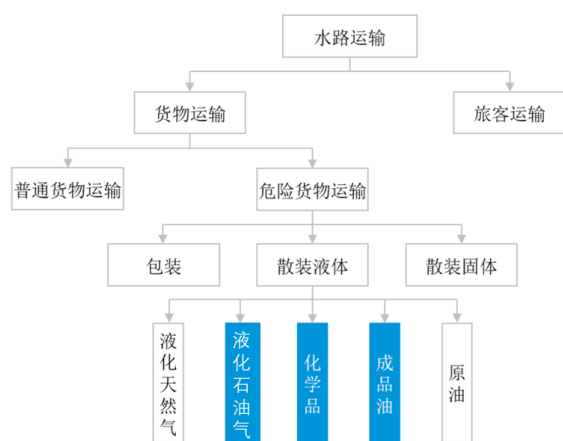 水路运输
货物运输
旅客运输
普通货物运输
危险货物运输
包装
散装液体
散装固体
液化天然气
液化石油气
化学品
成品油
原油